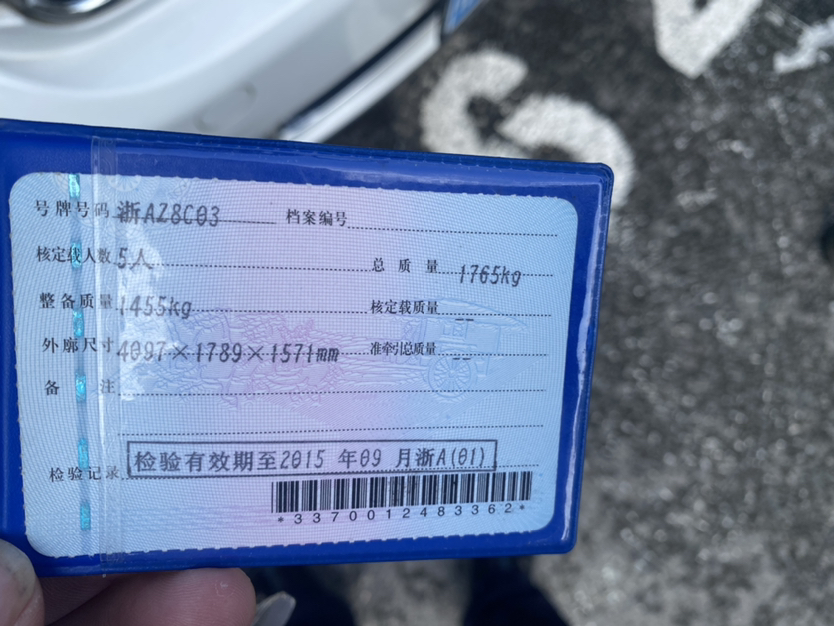 号牌号码 浙AZ8C03 档案编号
核定载人数 5人 总质量 1765kg
整备质量 1455kg 核定载质量 --
外廓尺寸 4097×1789×1571mm 准牵引总质量 --
备注
检验记录 检验有效期至2015 年09 月浙A(01)
*3370012483362*